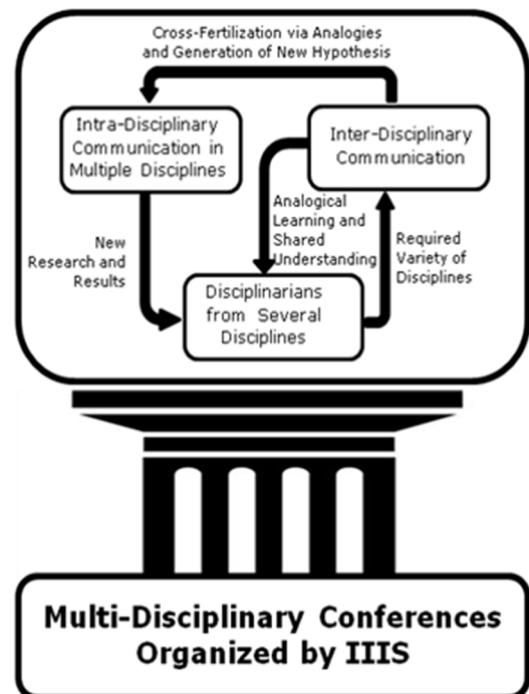 Cross-Fertilization via Analogies
and Generation of New Hypothesis
Intra-Disciplinary
Communication in
Multiple Disciplines
Inter-Disciplinary
Communication
Analogical
Learning and
Shared
Understanding
New
Research and
Results
Required
Variety of
Disciplines
Disciplinarians
from Several
Disciplines
Multi-Disciplinary Conferences
Organized by IIIS